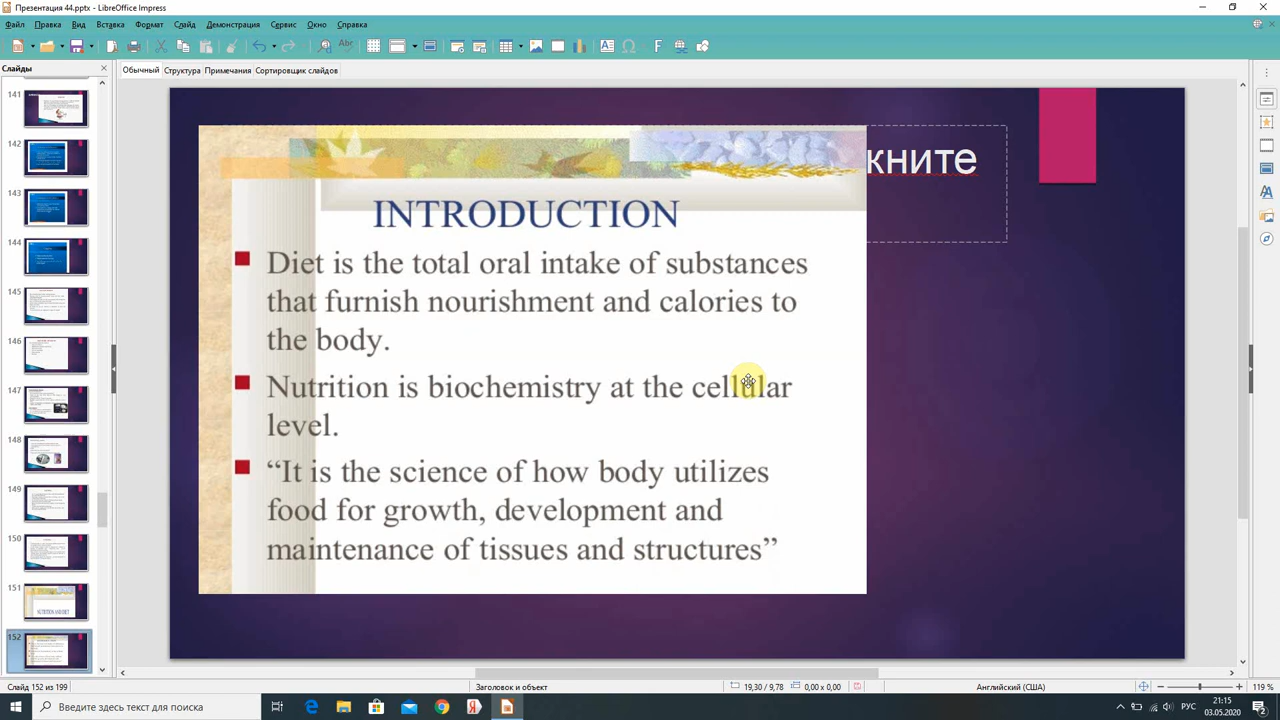 Презентация 44.pptx - LibreOffice Impress
Файл Правка Вид Вставка Формат Слайд Демонстрация Сервис Окно Справка
Слайды
Обычный Структура Примечания Сортировщик слайдов
141
142
143
144
145
146
147
148
149
150
151
NUTRITION AND DIET
152
кните
INTRODUCTION
Diet is the total oral intake of substances
that furnish nourishment and calories to
the body.
Nutrition is biochemistry at the cellular
level.
“It is the science of how body utilizes
food for growth, development and
maintenance of tissues and structures”
Слайд 152 из 199 Заголовок и объект 19,30 / 9,78 0,00 x 0,00 Английский (США) 119 %
Введите здесь текст для поиска
РУС
21:15
03.05.2020
2